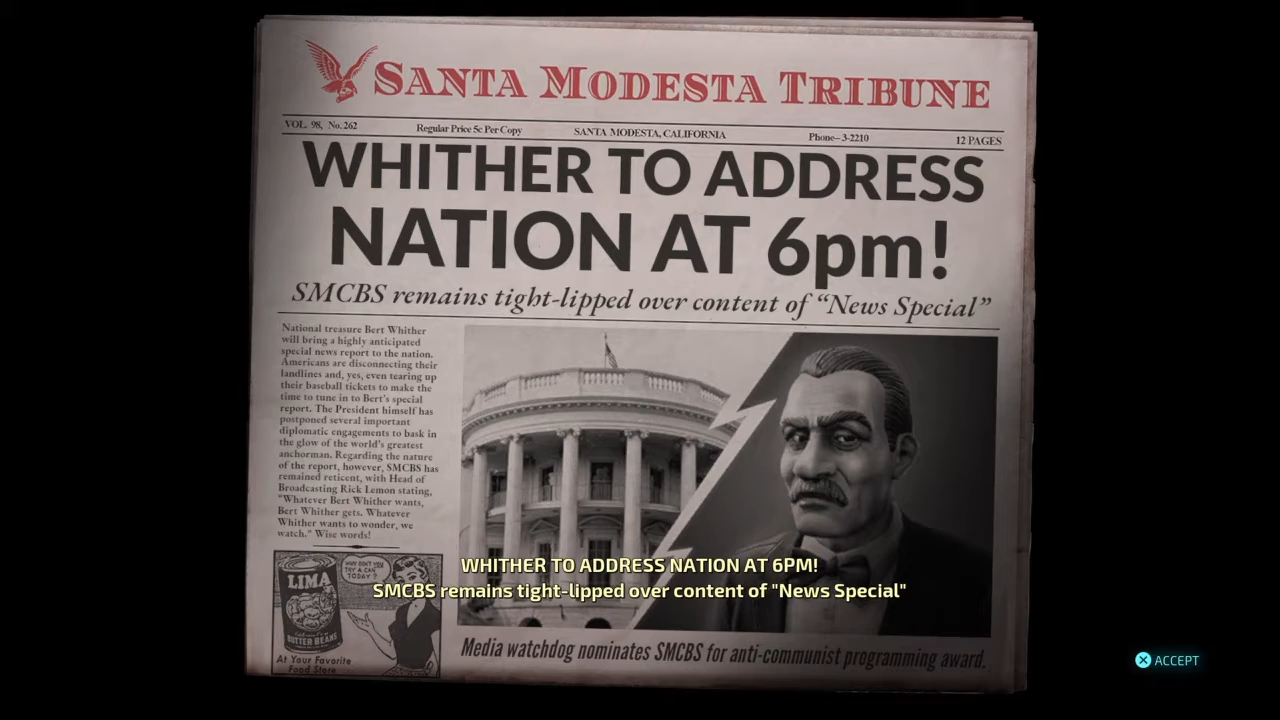 SANTA MODESTA TRIBUNE
VOL. 98, No. 262 Regular Price 5c Per Copy SANTA MODESTA, CALIFORNIA Phone–3-2210 12 PAGES
WHITHER TO ADDRESS
NATION AT 6pm!
SMCBS remains tight-lipped over content of “News Special”
National treasure Bert Whither
will bring a highly anticipated
special news report to the nation.
Americans are disconnecting their
landlines and, yes, even tearing up
their baseball tickets to make the
time to tune in to Bert's special
report. The President himself has
postponed several important
diplomatic engagements to bask in
the glow of the world's greatest
anchorman. Regarding the nature
of the report, however, SMCBS has
remained reticent, with Head of
Broadcasting Rick Lemon stating,
"Whatever Bert Whither wants,
Bert Whither gets. Whatever
Whither wants to wonder, we
watch." Wise words!
LIMA
BUTTER BEANS
WHY DON'T YOU
TRY A CAN
TODAY?
At Your Favorite
Food Store
WHITHER TO ADDRESS NATION AT 6PM!
SMCBS remains tight-lipped over content of "News Special"
Media watchdog nominates SMCBS for anti-communist programming award.
ACCEPT